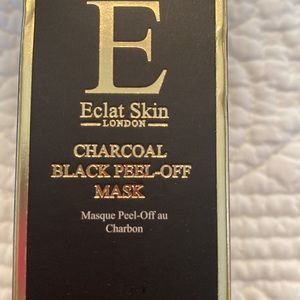 E
Eclat Skin
LONDON
CHARCOAL
BLACK PEEL-OFF
MASK
Masque Peel-Off au
Charbon